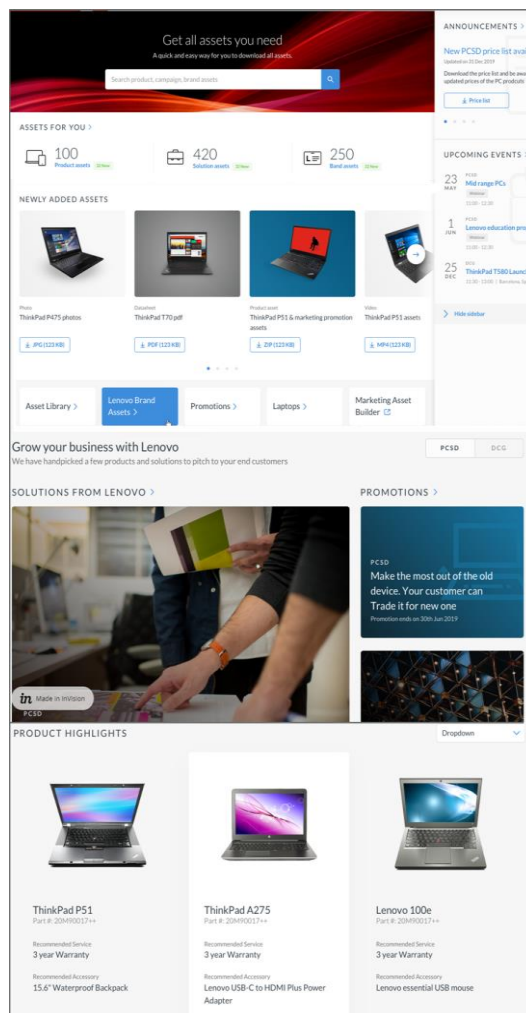 Get all assets you need
A quick and easy way for you to download all assets.
Search product, campaign, brand assets
ANNOUNCEMENTS >
New PCSD price list avai
Updated on 31 Dec 2019
Download the price list and be awa
updated prices of the PC prodcuts
Price list
ASSETS FOR YOU >
100
Product assets
420
Solution assets
250
Brand assets
UPCOMING EVENTS >
23 MAY
PCSD
Mid range PCs
Webinar
11:00 - 12:30
1 JUN
PCSD
Lenovo education pro
Webinar
11:00 - 12:30
25 DEC
DCG
ThinkPad T580 Launc
Hide sidebar
NEWLY ADDED ASSETS
Photo
ThinkPad P475 photos
JPG (123 KB)
Datasheet
ThinkPad T70 pdf
PDF (123 KB)
Product asset
ThinkPad P51 & marketing promotion
assets
ZIP (123 KB)
Video
ThinkPad P51 assets
MP4 (123 KB)
Asset Library >
Lenovo Brand
Assets >
Promotions >
Laptops >
Marketing Asset
Builder
Grow your business with Lenovo
We have handpicked a few products and solutions to pitch to your end customers
PCSD
DCG
SOLUTIONS FROM LENOVO >
PROMOTIONS >
PCSD
Make the most out of the old
device. Your customer can
Trade it for new one
Promotion ends on 30th Jun 2019
in Made in InVision
PCSD
PRODUCT HIGHLIGHTS
Dropdown
ThinkPad P51
Part #: 20M90017++
Recommended Service
3 year Warranty
Recommended Accessory
15.6" Waterproof Backpack
ThinkPad A275
Part #: 20M90017++
Recommended Service
3 year Warranty
Recommended Accessory
Lenovo USB-C to HDMI Plus Power
Adapter
Lenovo 100e
Part #: 20M90017++
Recommended Service
3 year Warranty
Recommended Accessory
Lenovo essential USB mouse